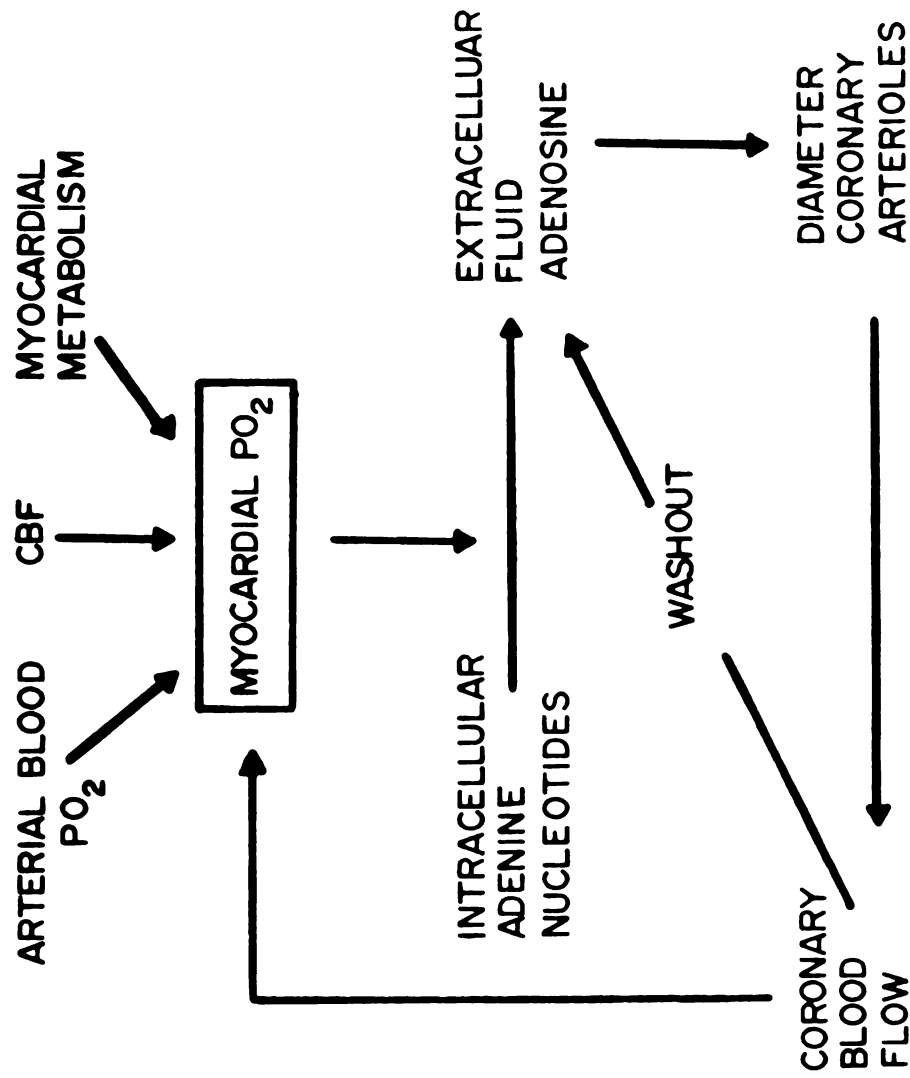 ARTERIAL BLOOD
PO₂
CBF
MYOCARDIAL
METABOLISM
MYOCARDIAL PO₂
INTRACELLULAR
ADENINE
NUCLEOTIDES
EXTRACELLUAR
FLUID
ADENOSINE
WASHOUT
CORONARY
BLOOD
FLOW
DIAMETER
CORONARY
ARTERIOLES